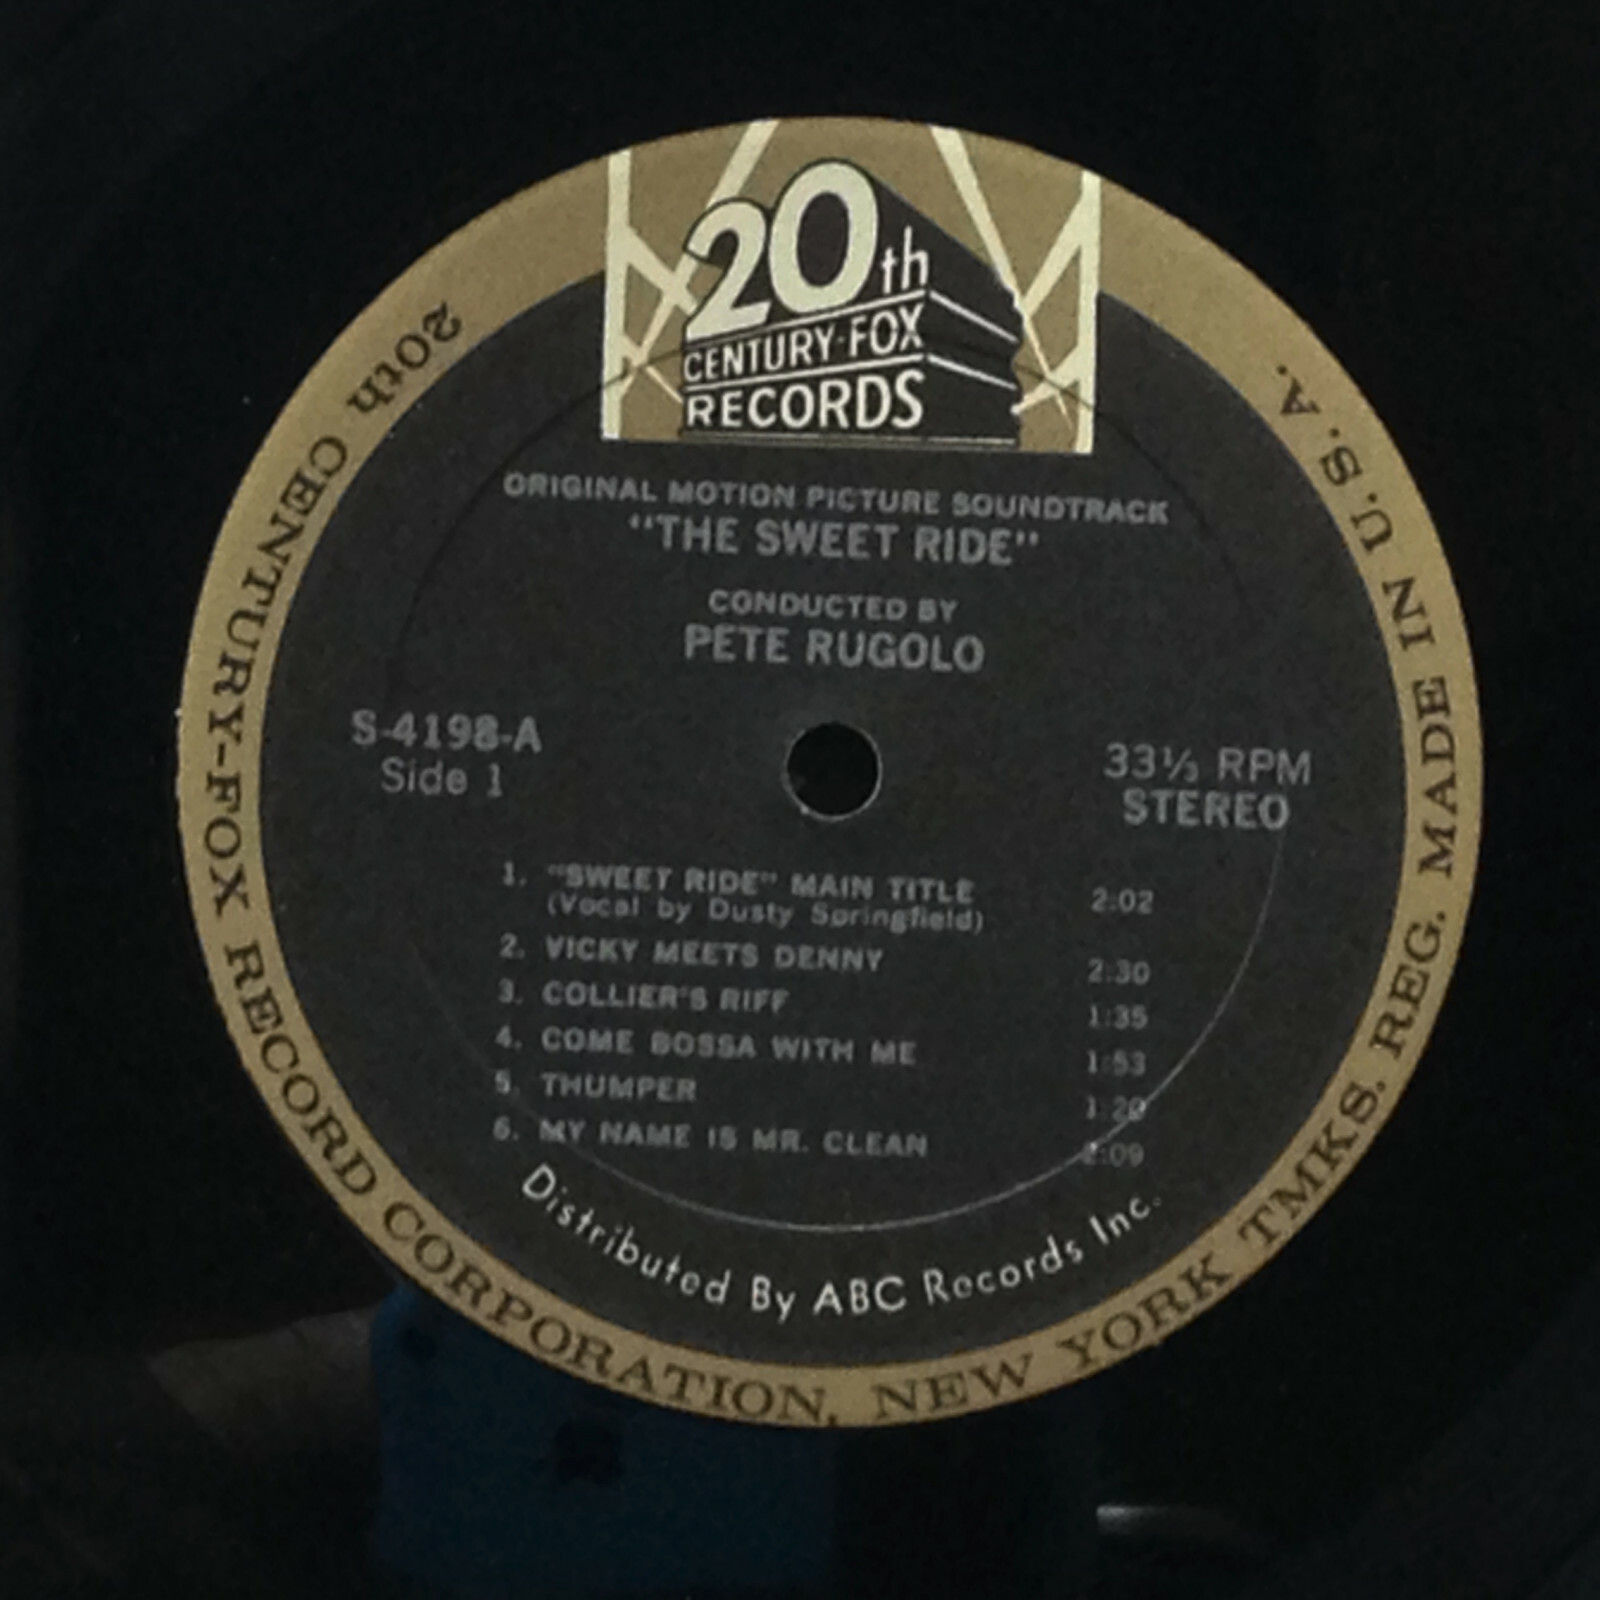 20th
CENTURY-FOX
RECORDS
ORIGINAL MOTION PICTURE SOUNDTRACK
"THE SWEET RIDE"
CONDUCTED BY
PETE RUGOLO
S-4198-A
Side 1
33⅓ RPM
STEREO
1. "SWEET RIDE" MAIN TITLE 2:02
(Vocal by Dusty Springfield)
2. VICKY MEETS DENNY 2:30
3. COLLIER'S RIFF 1:35
4. COME BOSSA WITH ME 1:53
5. THUMPER 1:20
6. MY NAME IS MR. CLEAN 2:09
Distributed By ABC Records Inc.
20th CENTURY-FOX RECORD CORPORATION, NEW YORK TMKS. REG. MADE IN U.S.A.